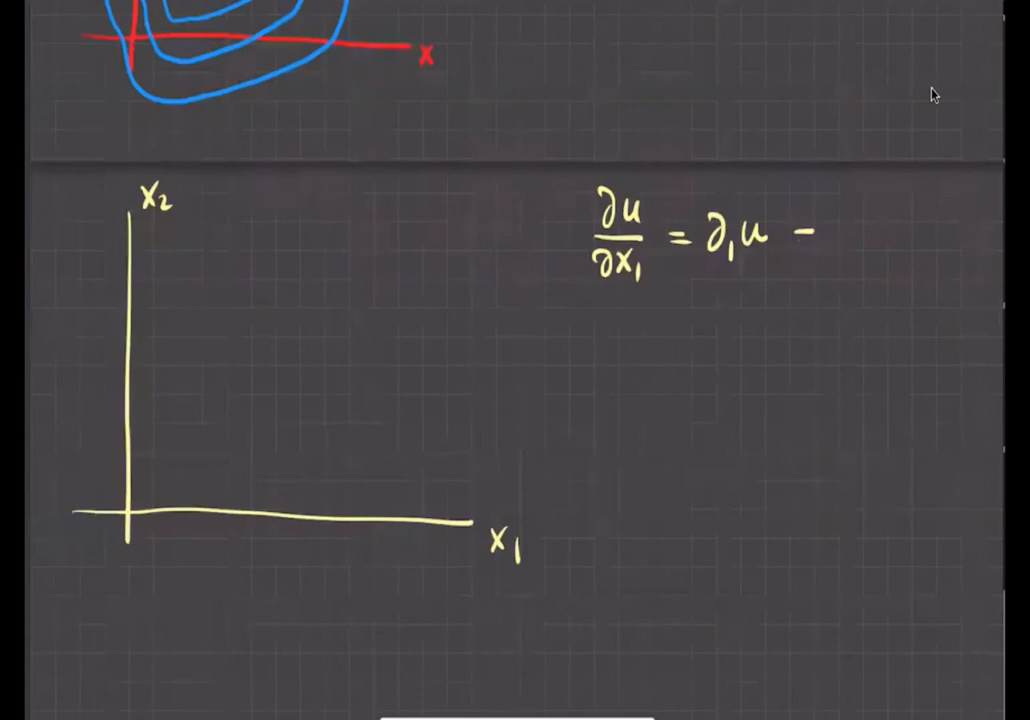 x
x₂
∂u/∂x₁ = ∂₁u –
x₁